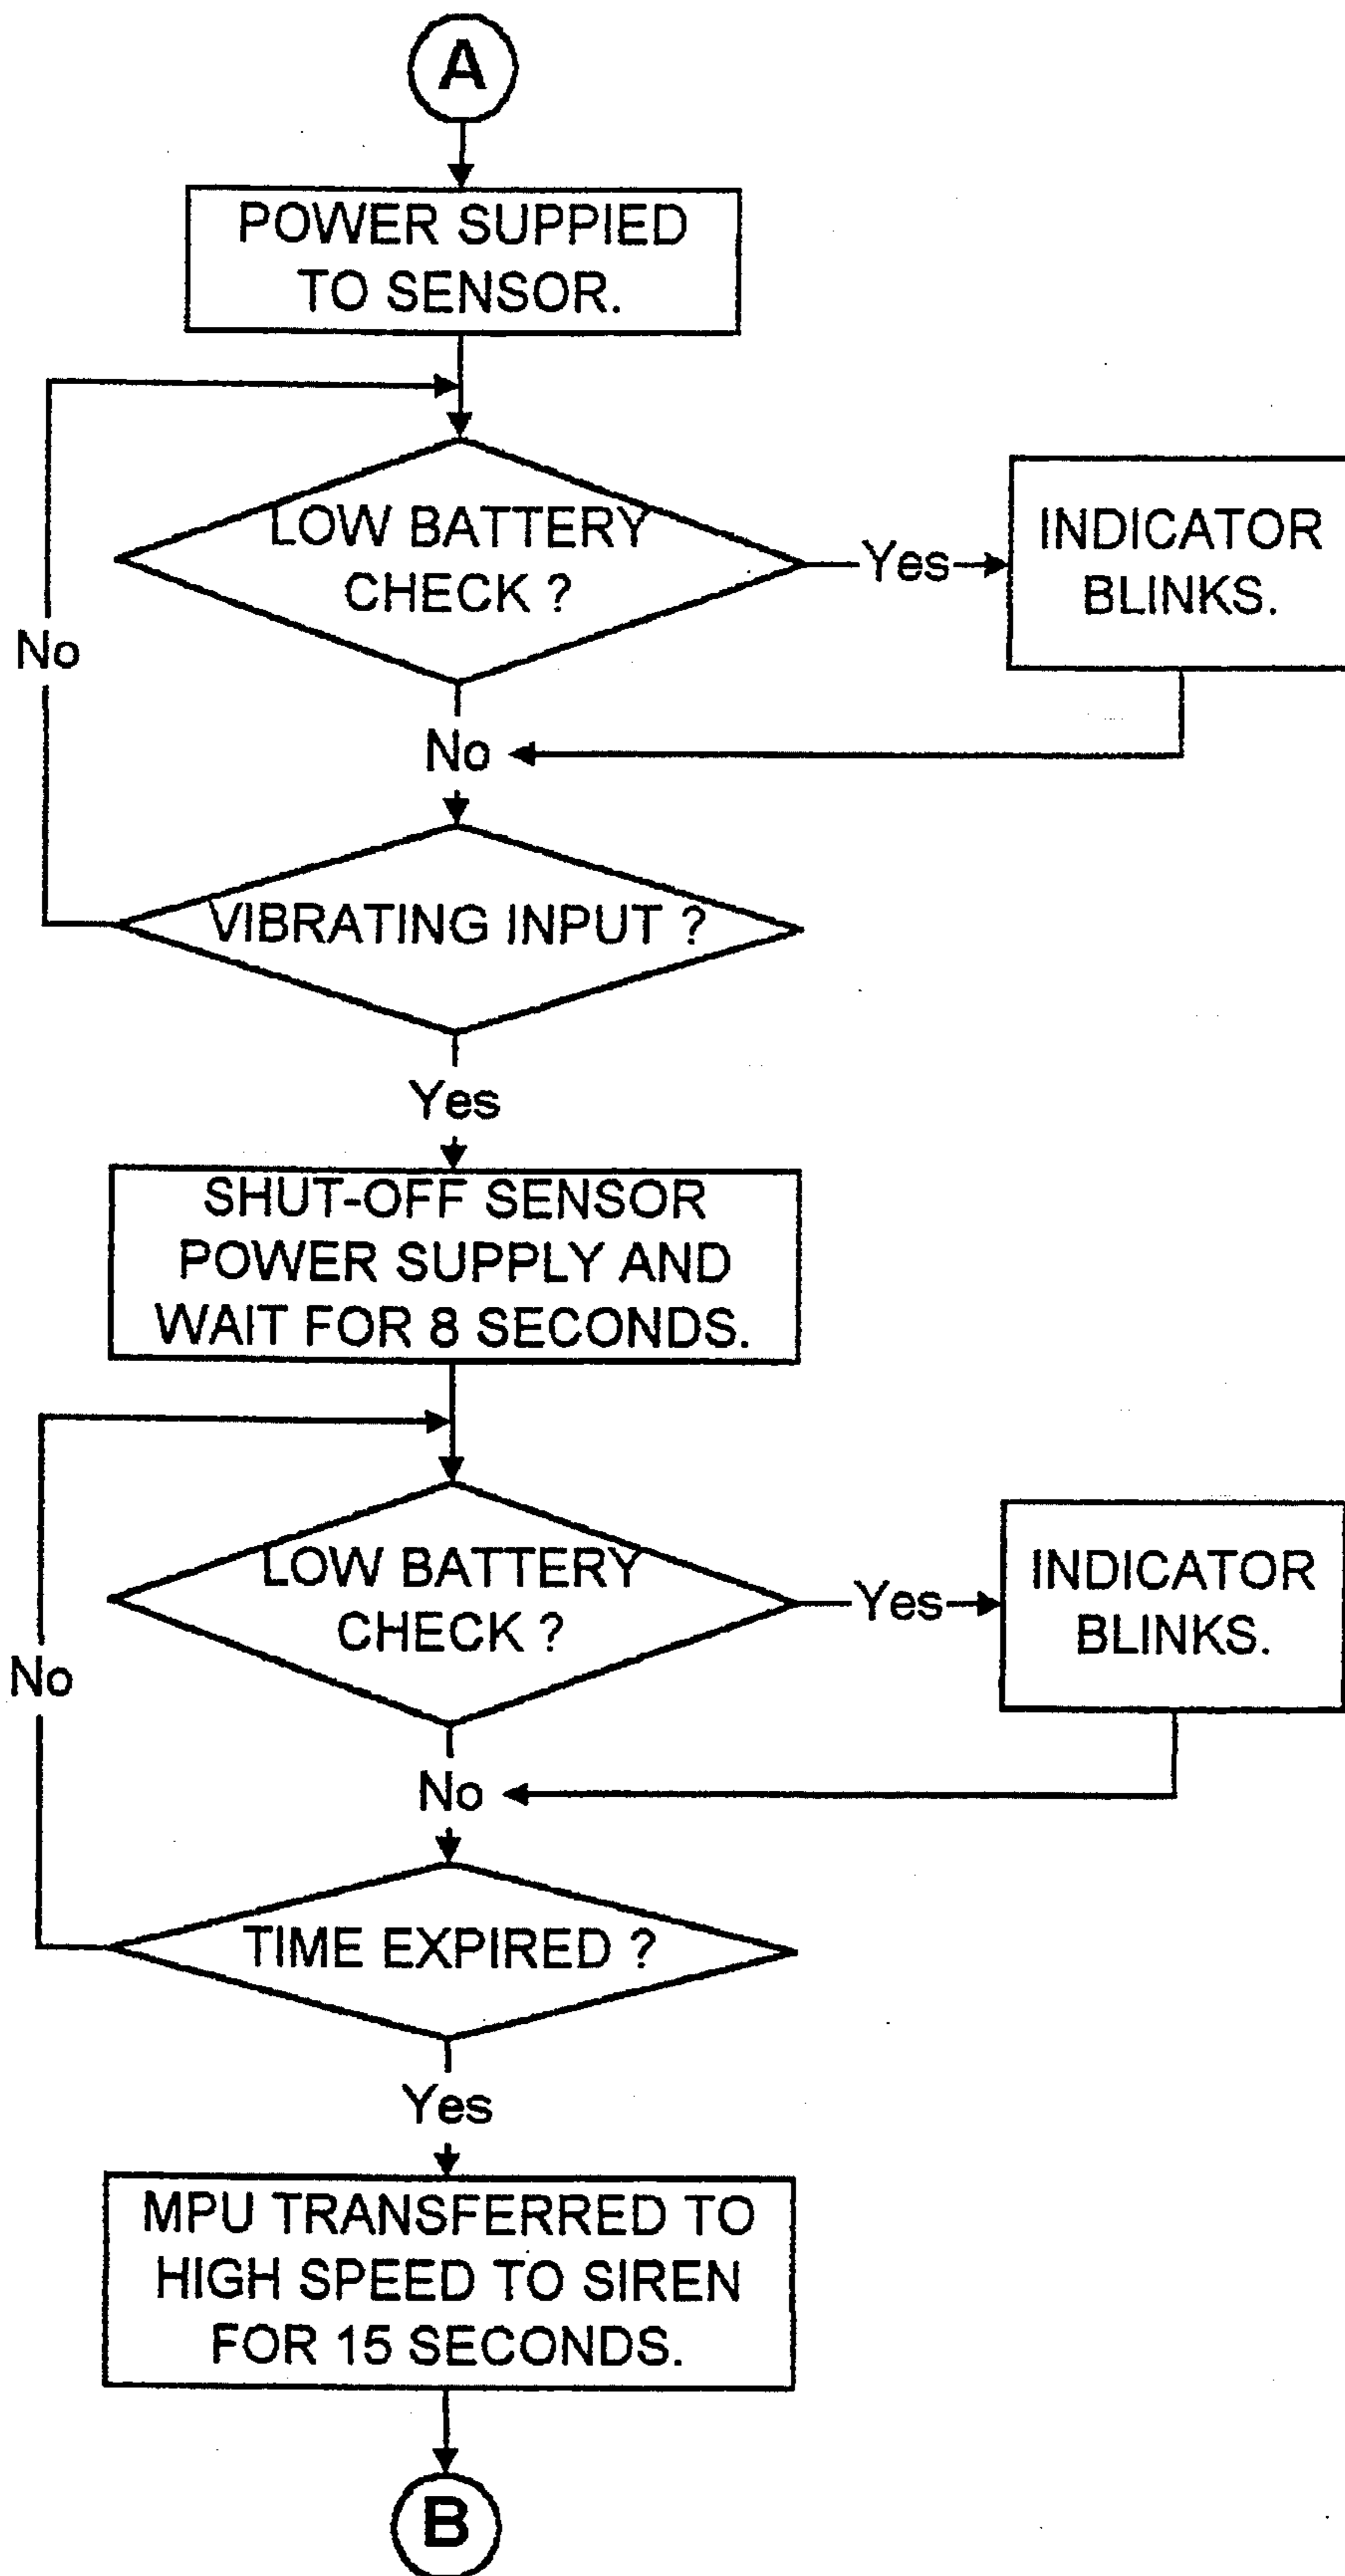 A
POWER SUPPIED
TO SENSOR.
LOW BATTERY
CHECK ?
Yes
INDICATOR
BLINKS.
No
No
VIBRATING INPUT ?
Yes
SHUT-OFF SENSOR
POWER SUPPLY AND
WAIT FOR 8 SECONDS.
LOW BATTERY
CHECK ?
Yes
INDICATOR
BLINKS.
No
No
TIME EXPIRED ?
Yes
MPU TRANSFERRED TO
HIGH SPEED TO SIREN
FOR 15 SECONDS.
B